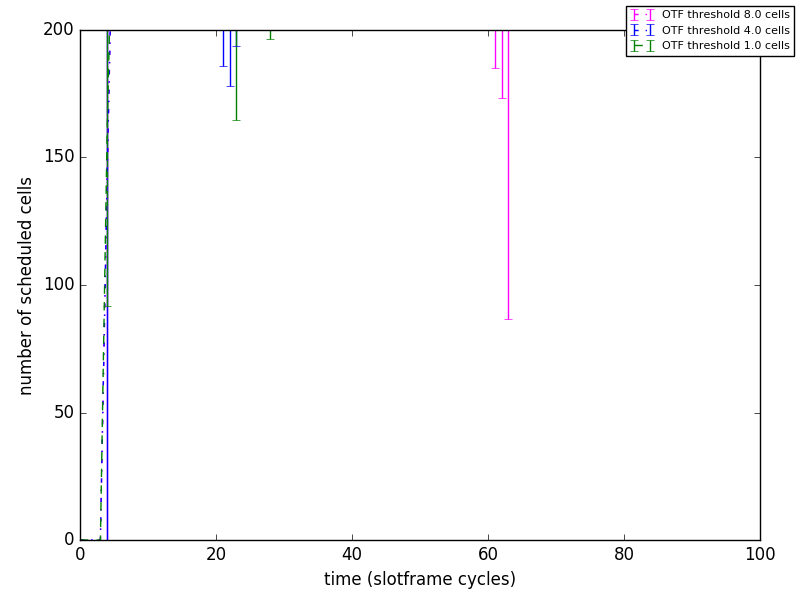 OTF threshold 8.0 cells
OTF threshold 4.0 cells
OTF threshold 1.0 cells
200
150
100
50
0
number of scheduled cells
0 20 40 60 80 100
time (slotframe cycles)